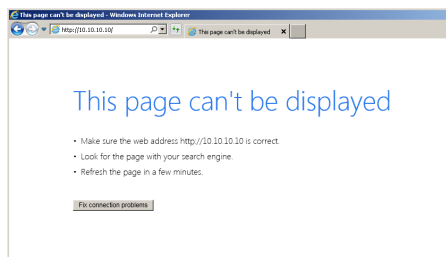 This page can't be displayed - Windows Internet Explorer
http://10.10.10.10/
This page can't be displayed
This page can't be displayed
• Make sure the web address http://10.10.10.10 is correct.
• Look for the page with your search engine.
• Refresh the page in a few minutes.
Fix connection problems